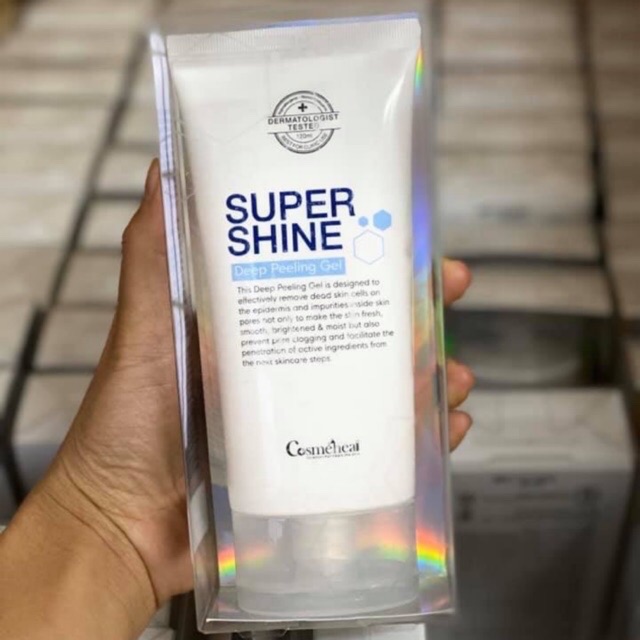 DERMATOLOGIST
TESTED
SUPER
SHINE
Deep Peeling Gel
This Deep Peeling Gel is designed to
effectively remove dead skin cells on
the epidermis and impurities inside skin
pores not only to make the skin fresh,
smooth, brightened & moist but also
prevent pore clogging and facilitate the
penetration of active ingredients from
the next skincare steps.
Cosméheal